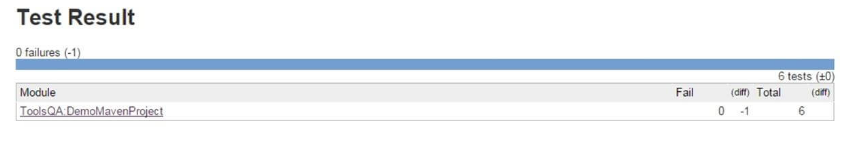 Test Result
0 failures (-1)
6 tests (±0)
Module Fail (diff) Total (diff)
ToolsQA:DemoMavenProject 0 -1 6